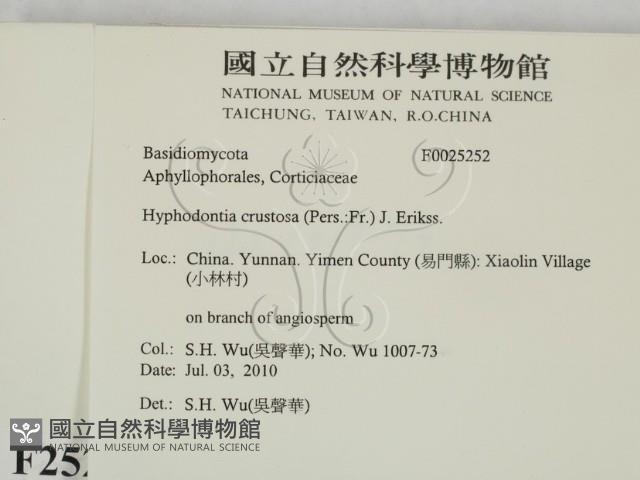 國立自然科學博物館
NATIONAL MUSEUM OF NATURAL SCIENCE
TAICHUNG, TAIWAN, R.O.CHINA
Basidiomycota F0025252
Aphyllophorales, Corticiaceae
Hyphodontia crustosa (Pers.:Fr.) J. Erikss.
Loc.: China. Yunnan. Yimen County (易門縣): Xiaolin Village
(小林村)
on branch of angiosperm
Col.: S.H. Wu(吳聲華); No. Wu 1007-73
Date: Jul. 03, 2010
Det.: S.H. Wu(吳聲華)
國立自然科學博物館
NATIONAL MUSEUM OF NATURAL SCIENCE
F252